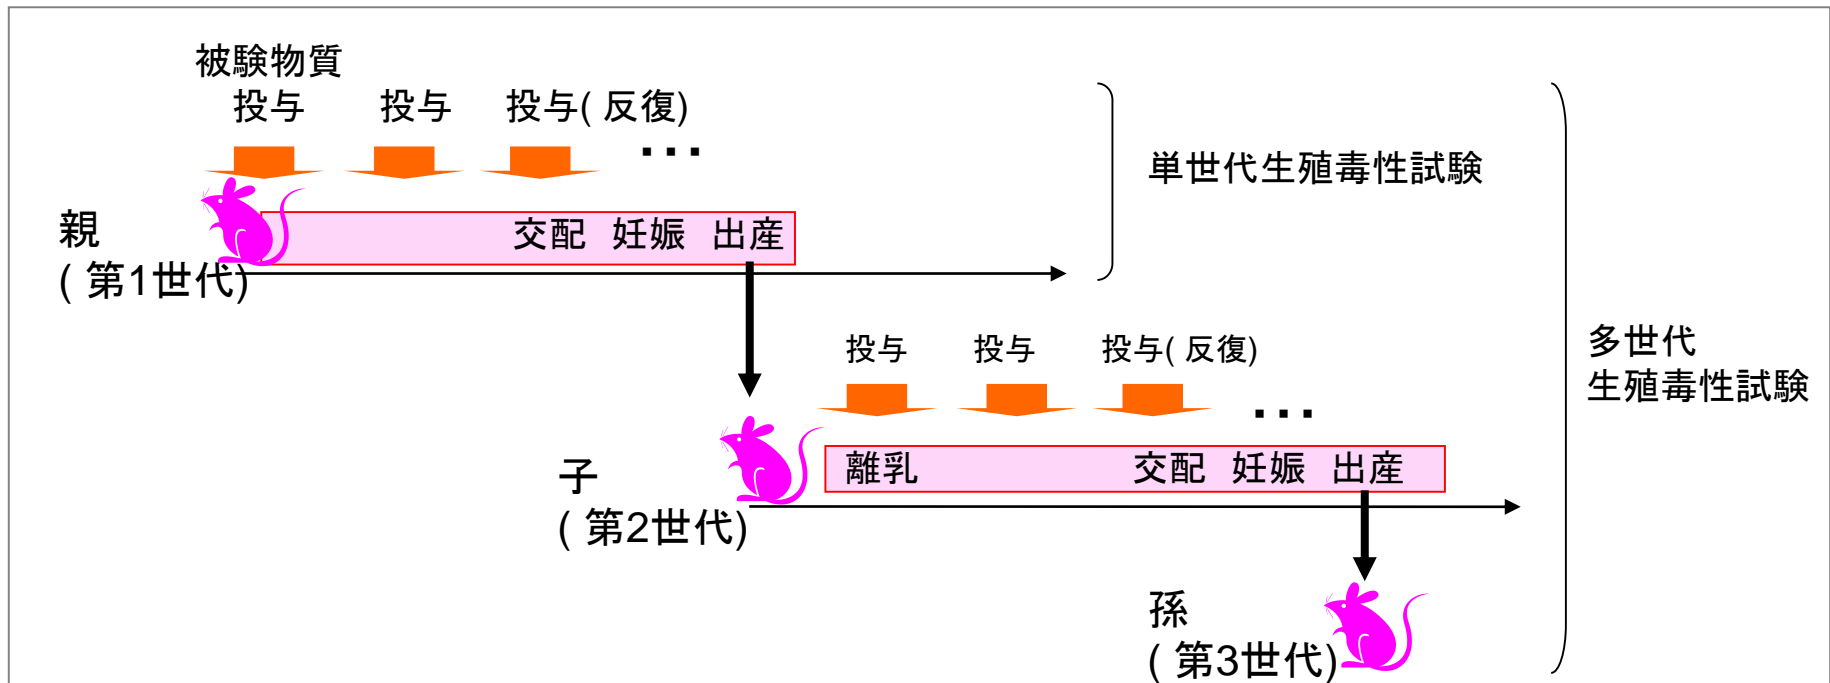 被験物質
投与 投与 投与( 反復) ・・・
単世代生殖毒性試験
親
( 第1世代)
交配 妊娠 出産
投与 投与 投与( 反復) ・・・
多世代
生殖毒性試験
子
( 第2世代)
離乳 交配 妊娠 出産
孫
( 第3世代)